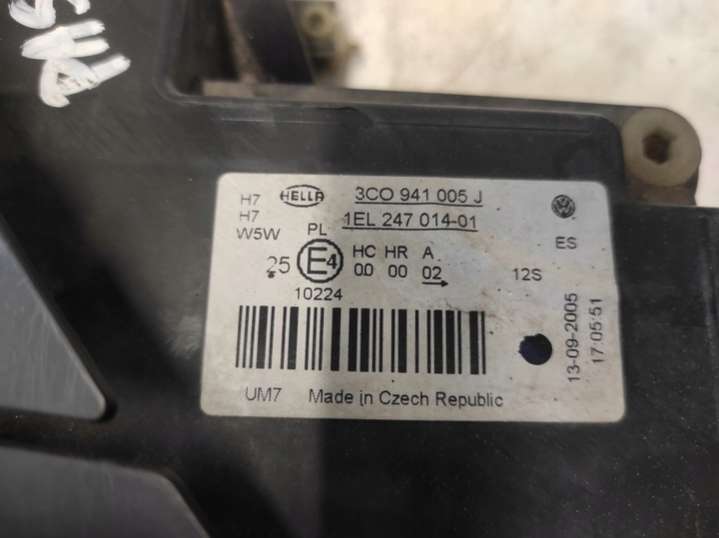 H7 HELLA 3C0 941 005 J
H7 1EL 247 014-01
W5W PL ES
25 E4 HC HR A
00 00 02 12S
10224
13-09-2005
17:05:51
UM7 Made in Czech Republic